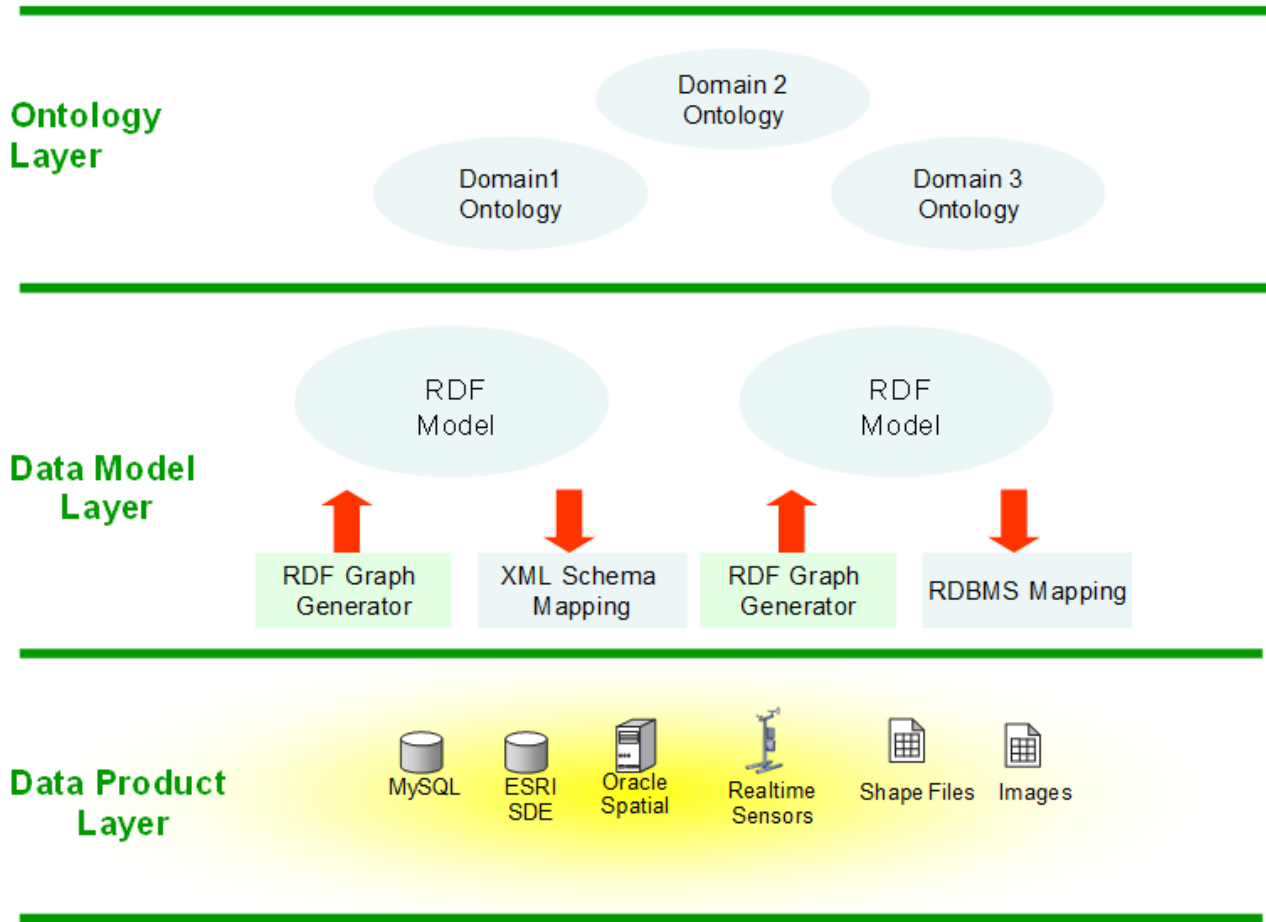 Ontology
Layer
Domain 2
Ontology
Domain1
Ontology
Domain 3
Ontology
Data Model
Layer
RDF
Model
RDF
Model
RDF Graph
Generator
XML Schema
Mapping
RDF Graph
Generator
RDBMS Mapping
Data Product
Layer
MySQL
ESRI
SDE
Oracle
Spatial
Realtime
Sensors
Shape Files
Images